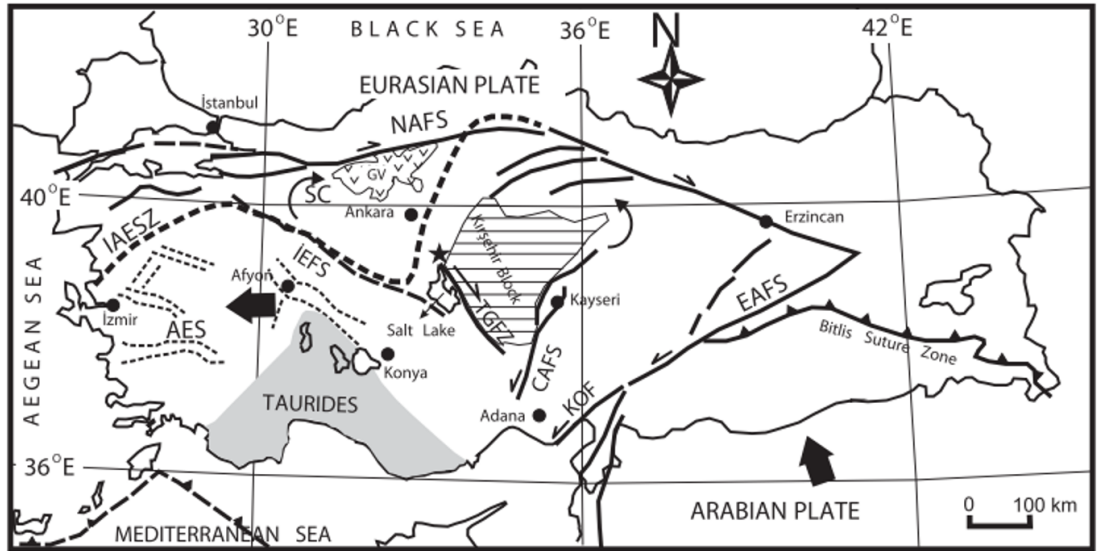 30°E
BLACK SEA
36°E
N
42°E
EURASIAN PLATE
İstanbul
NAFS
GV
40°E
SC
Ankara
Kırşehir Block
Erzincan
IAESZ
İEFS
Afyon
EAFS
Kayseri
İzmir
AES
Salt Lake
TGFZ
Bitlis Suture Zone
AEGEAN SEA
Konya
CAFS
TAURIDES
Adana
KOF
36°E
ARABIAN PLATE
0 100 km
MEDITERRANEAN SEA